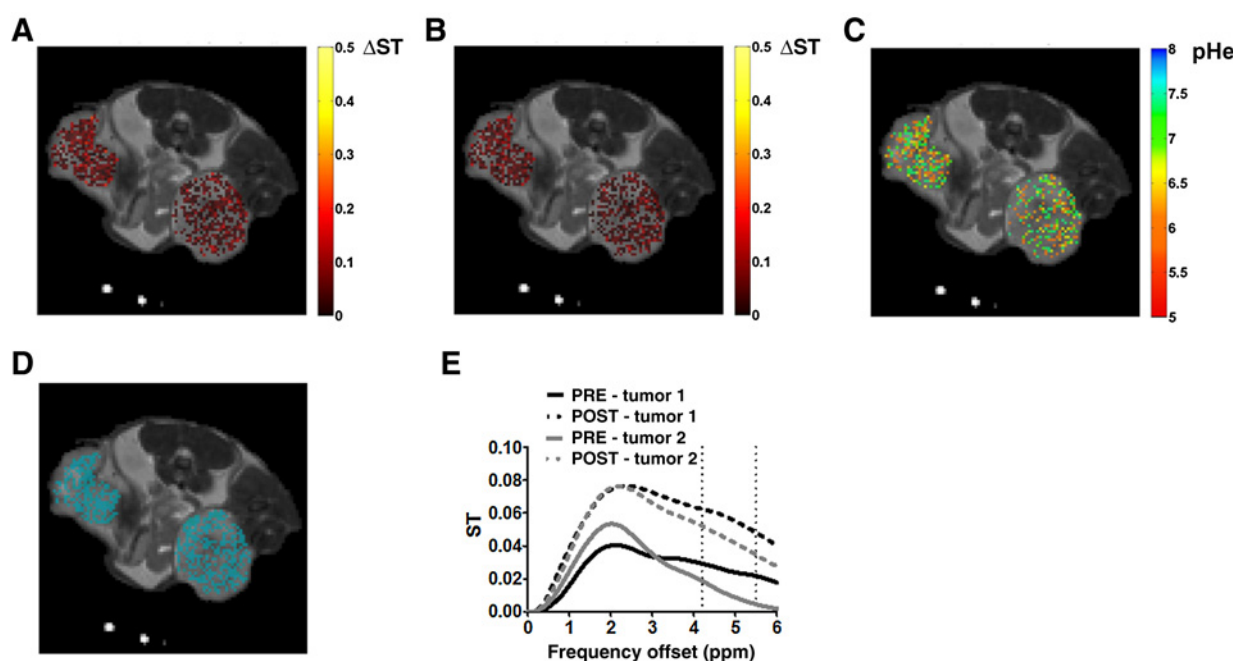 A
ΔST
0.5
0.4
0.3
0.2
0.1
0
B
ΔST
0.5
0.4
0.3
0.2
0.1
0
C
pHe
8
7.5
7
6.5
6
5.5
5
D
E
PRE - tumor 1
POST - tumor 1
PRE - tumor 2
POST - tumor 2
0.10
0.08
0.06
0.04
0.02
0.00
ST
0 1 2 3 4 5 6
Frequency offset (ppm)